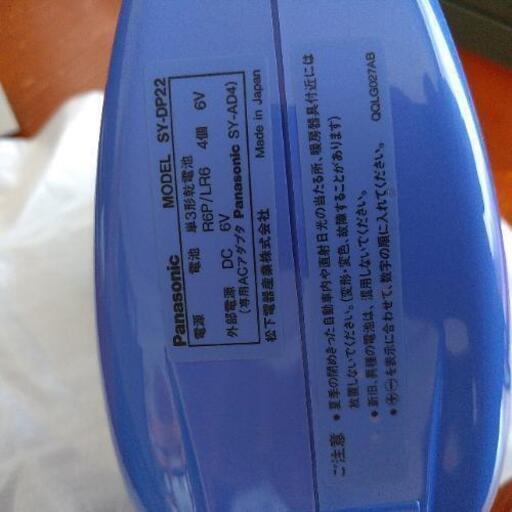 Panasonic MODEL SY-DP22
電源 電池 単3形乾電池
R6P/LR6 4個 6V
外部電源 DC 6V
(専用ACアダプタ Panasonic SY-AD4)
松下電器産業株式会社 Made in Japan
ご注意
● 夏季の閉めきった自動車内や直射日光の当たる所、暖房器具付近には
放置しないでください。(変形・変色、故障することがあります)
● 新旧、異種の電池は、混用しないでください。
● ⊕⊖を表示に合わせて、数字の順に入れてください。
QQLG027AB